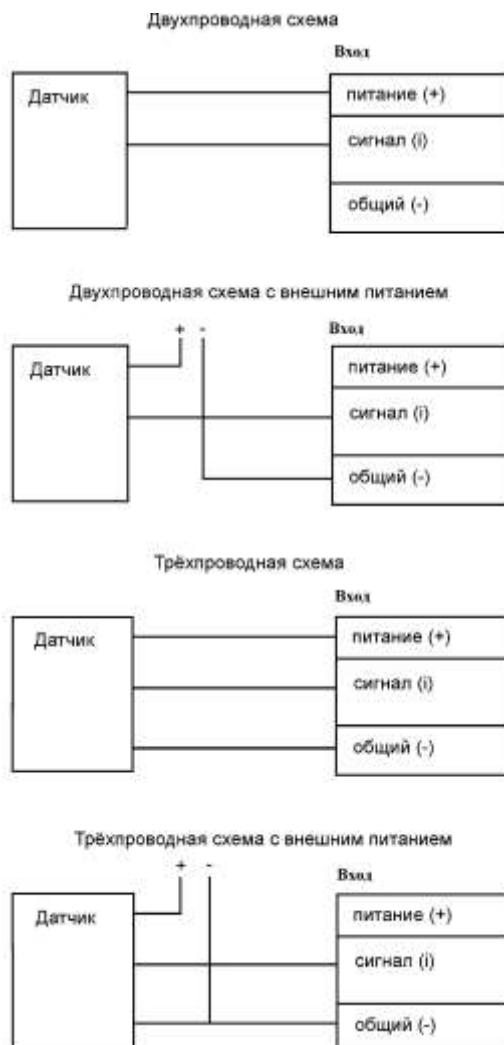 Двухпроводная схема
Вход
Датчик
питание (+)
сигнал (i)
общий (-)
Двухпроводная схема с внешним питанием
+ -
Вход
Датчик
питание (+)
сигнал (i)
общий (-)
Трёхпроводная схема
Вход
Датчик
питание (+)
сигнал (i)
общий (-)
Трёхпроводная схема с внешним питанием
+ -
Вход
Датчик
питание (+)
сигнал (i)
общий (-)